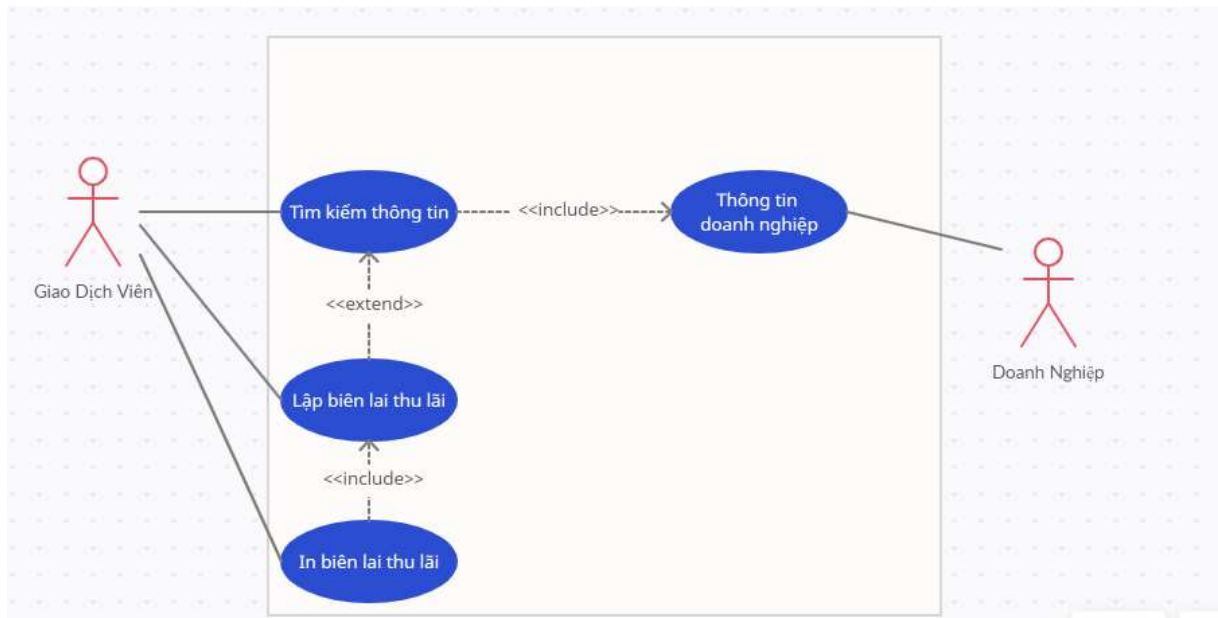 Tìm kiếm thông tin
<<include>>
Thông tin
doanh nghiệp
Giao Dịch Viên
<<extend>>
Doanh Nghiệp
Lập biên lai thu lãi
<<include>>
In biên lai thu lãi